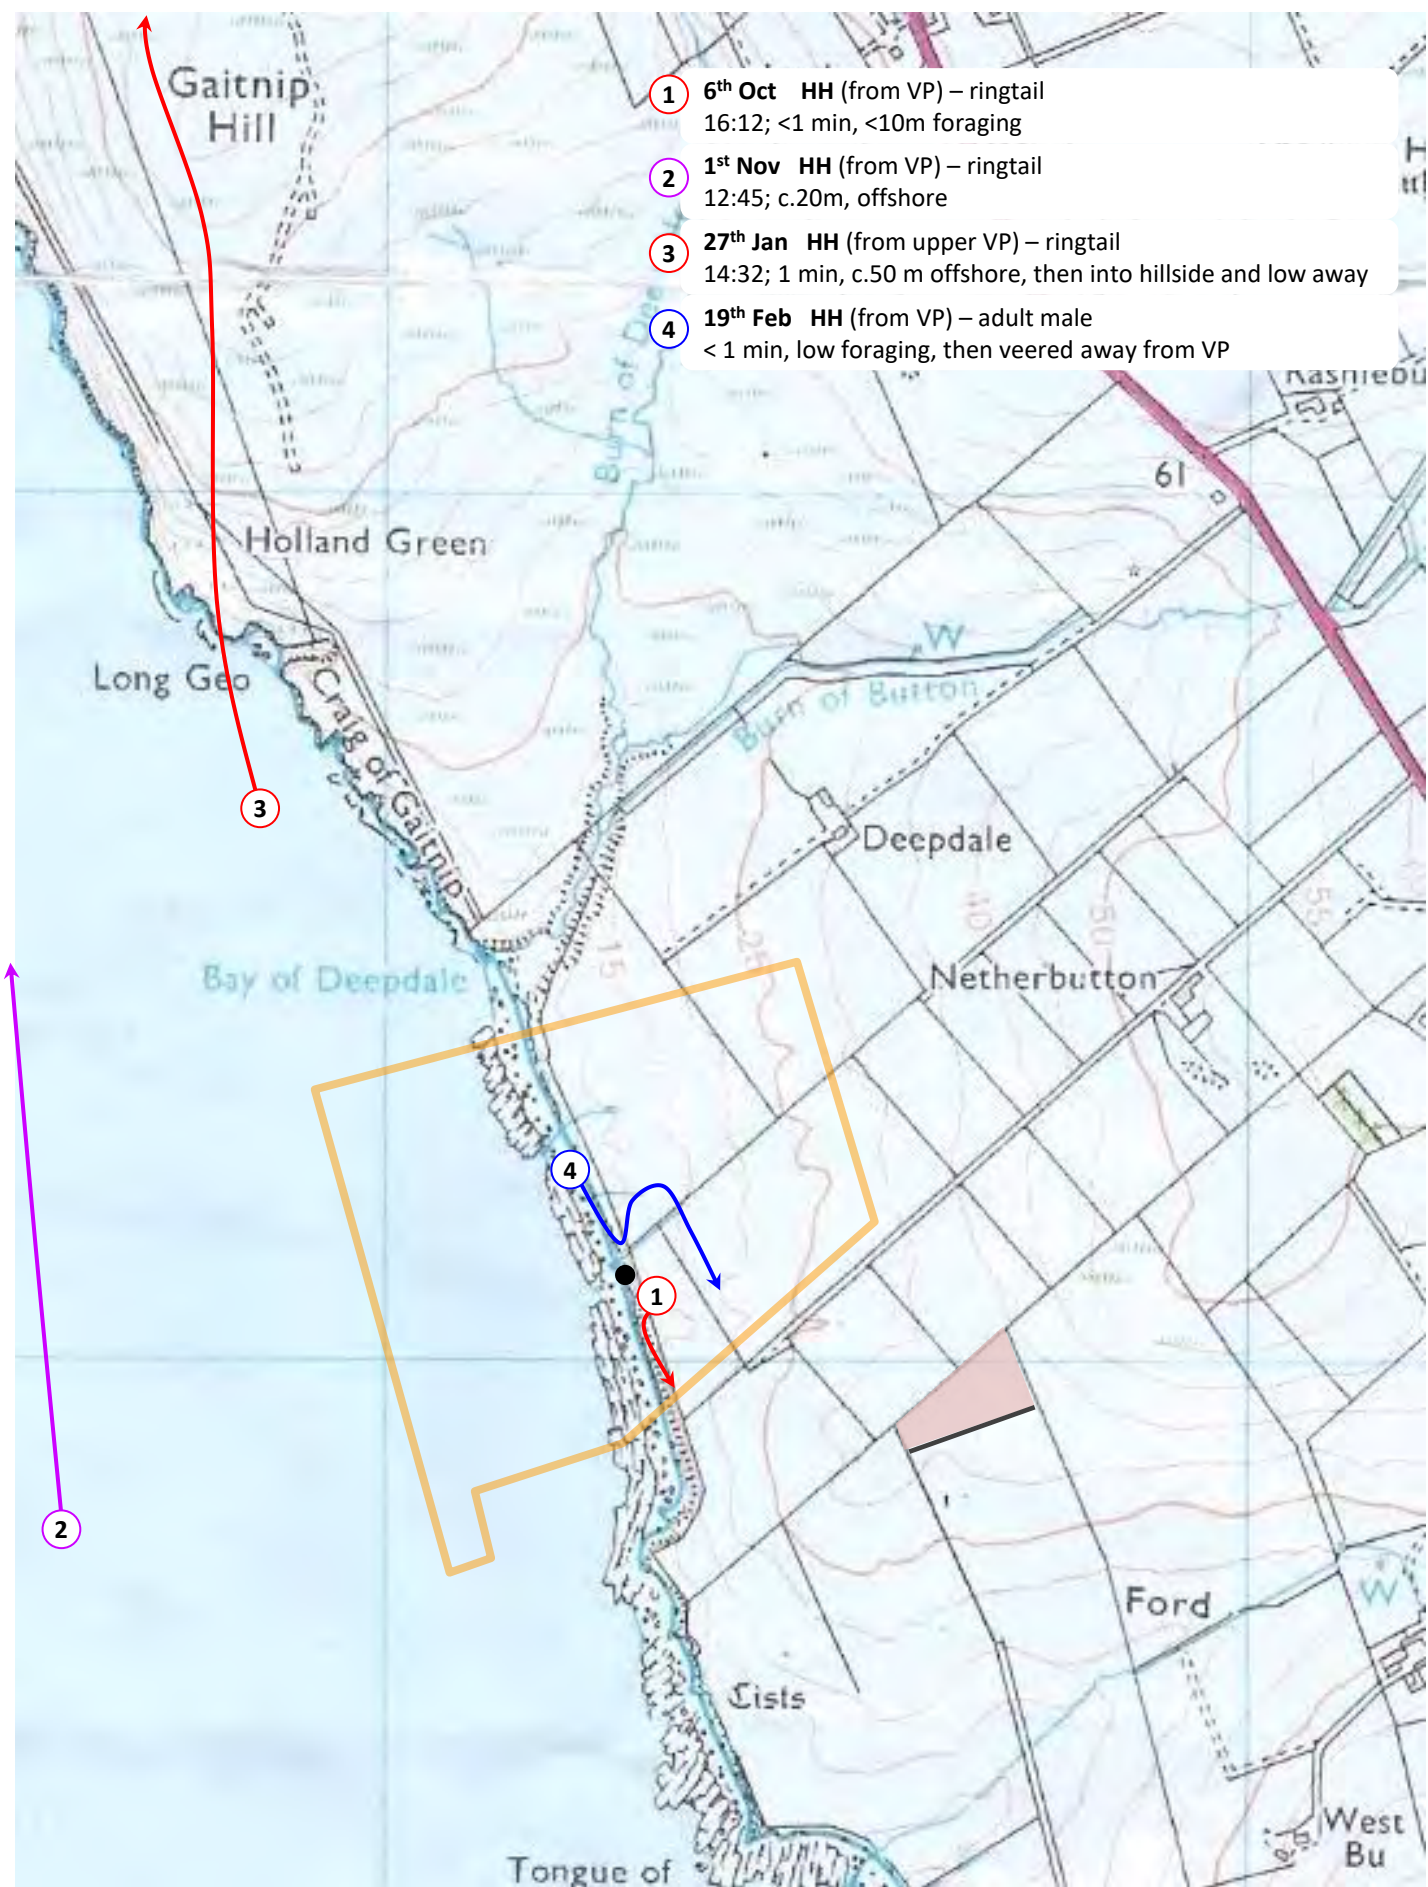 Gaitnip
Hill
1 6th Oct HH (from VP) – ringtail
16:12; <1 min, <10m foraging
2 1st Nov HH (from VP) – ringtail
12:45; c.20m, offshore
3 27th Jan HH (from upper VP) – ringtail
14:32; 1 min, c.50 m offshore, then into hillside and low away
4 19th Feb HH (from VP) – adult male
< 1 min, low foraging, then veered away from VP
Burn of Dee
61
Holland Green
W
Long Geo
Craig of Gaitnip
Burn of Button
3
Deepdale
15
25
40
50
55
Bay of Deepdale
Netherbutton
4
1
2
Ford
W
Cists
West
Bu
Tongue of